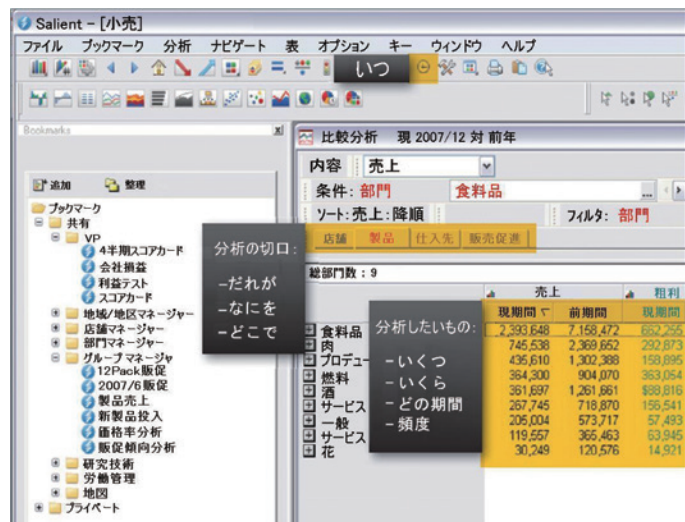 Salient - [小売]
ファイル ブックマーク 分析 ナビゲート 表 オプション キー ウィンドウ ヘルプ
いつ
Bookmarks
追加 整理
ブックマーク
共有
VP
4半期スコアカード
会社損益
利益テスト
スコアカード
地域/地区マネージャー
店舗マネージャー
部門マネージャー
グループ マネージャ
12Pack販促
2007/6 販促
製品売上
新製品投入
価格率分析
販促傾向分析
研究技術
労働管理
地図
プライベート
分析の切口:
-だれが
-なにを
-どこで
比較分析 現 2007/12 対 前年
内容 売上
条件: 部門 食料品 ...
ソート:売上:降順 フィルタ: 部門
店舗 製品 仕入先 販売促進
総部門数:9
売上 粗利
現期間 前期間 現期間
食料品 2,393,648 7,158,472 662,255
肉 745,538 2,369,652 292,873
プロデュー 435,610 1,302,388 158,895
燃料 364,300 904,070 363,054
酒 361,697 1,261,661 $88,816
サービス 267,745 718,870 156,541
一般 205,004 573,717 57,493
サービス 119,557 365,463 63,945
花 30,249 120,576 14,921
分析したいもの:
-いくつ
-いくら
-どの期間
-頻度